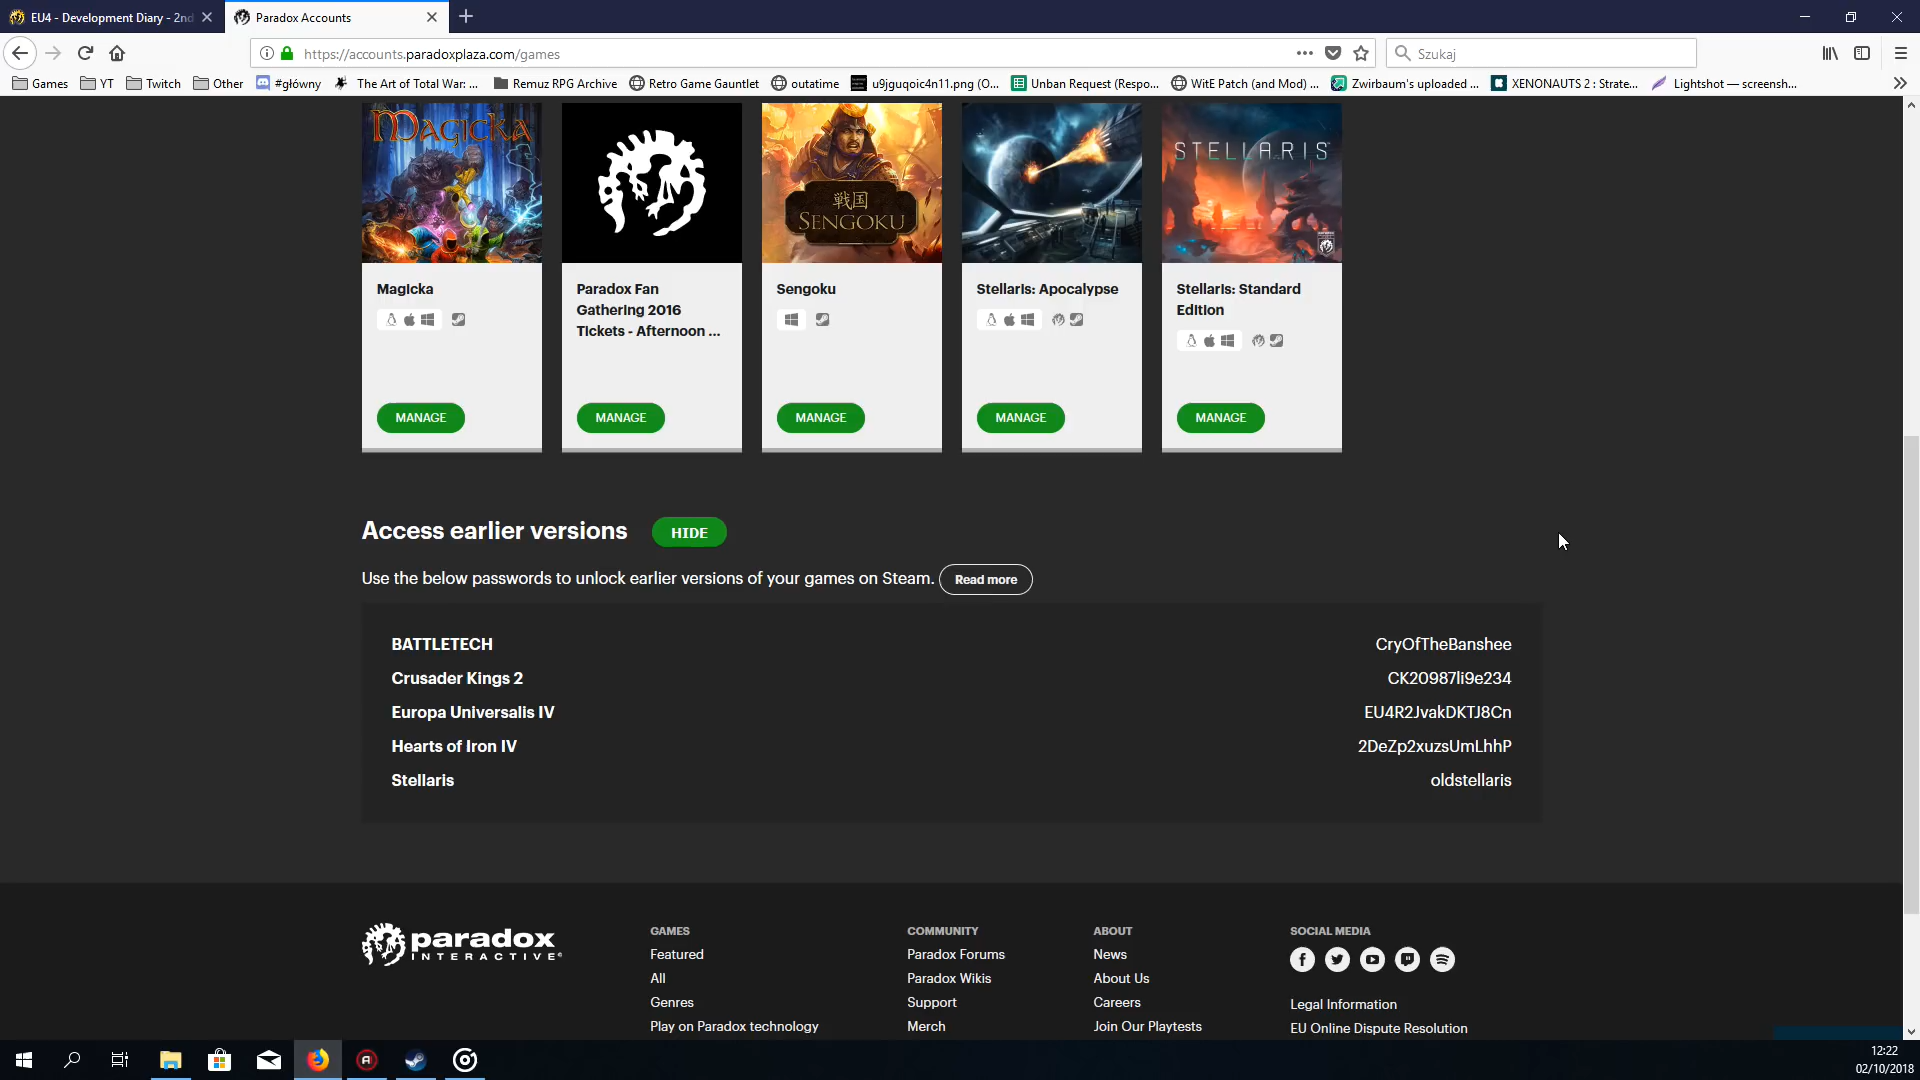 EU4 - Development Diary - 2nd
Paradox Accounts
https://accounts.paradoxplaza.com/games
Szukaj
Games
YT
Twitch
Other
#główny
The Art of Total War: ...
Remuz RPG Archive
Retro Game Gauntlet
outatime
u9jguqoic4n11.png (O...
Unban Request (Respo...
WitE Patch (and Mod) ...
Zwirbaum's uploaded ...
XENONAUTS 2 : Strate...
Lightshot — screensh...
MAGICKA
戦国
SENGOKU
STELLARIS
Magicka
Paradox Fan
Gathering 2016
Tickets - Afternoon ...
Sengoku
Stellaris: Apocalypse
Stellaris: Standard
Edition
MANAGE
MANAGE
MANAGE
MANAGE
MANAGE
Access earlier versions
HIDE
Use the below passwords to unlock earlier versions of your games on Steam.
Read more
BATTLETECH
CryOfTheBanshee
Crusader Kings 2
CK20987li9e234
Europa Universalis IV
EU4R2JvakDKTJ8Cn
Hearts of Iron IV
2DeZp2xuzsUmLhhP
Stellaris
oldstellaris
paradox
INTERACTIVE
GAMES
Featured
All
Genres
Play on Paradox technology
COMMUNITY
Paradox Forums
Paradox Wikis
Support
Merch
ABOUT
News
About Us
Careers
Join Our Playtests
SOCIAL MEDIA
Legal Information
EU Online Dispute Resolution
12:22
02/10/2018